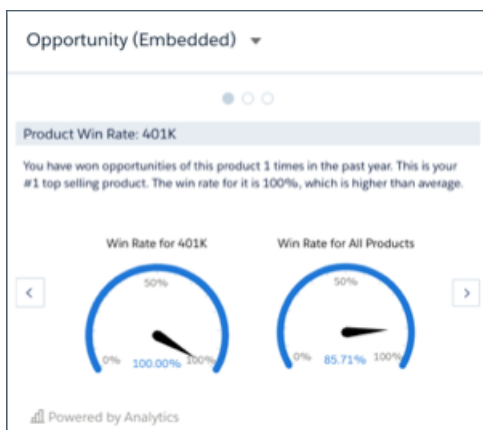 Opportunity (Embedded)
Product Win Rate: 401K
You have won opportunities of this product 1 times in the past year. This is your
#1 top selling product. The win rate for it is 100%, which is higher than average.
Win Rate for 401K
Win Rate for All Products
50%
50%
0%
100.00%
100%
0%
85.71%
100%
Powered by Analytics